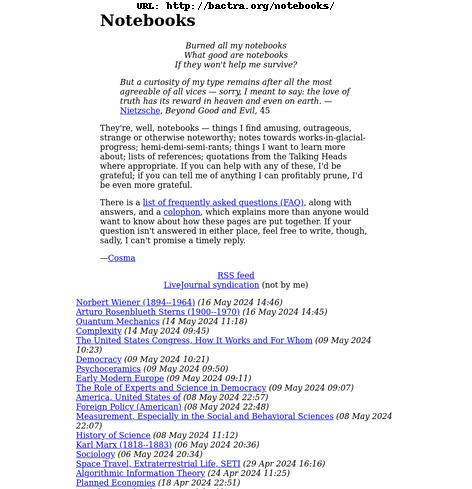 URL: http://bactra.org/notebooks/
Notebooks
Burned all my notebooks
What good are notebooks
If they won't help me survive?
But a curiosity of my type remains after all the most
agreeable of all vices — sorry, I meant to say: the love of
truth has its reward in heaven and even on earth. —
Nietzsche, Beyond Good and Evil, 45
They're, well, notebooks — things I find amusing, outrageous,
strange or otherwise noteworthy; notes towards works-in-glacial-
progress; hemi-demi-semi-rants; things I want to learn more
about; lists of references; quotations from the Talking Heads
where appropriate. If you can help with any of these, I'd be
grateful; if you can tell me of anything I can profitably prune, I'd
be even more grateful.
There is a list of frequently asked questions (FAQ), along with
answers, and a colophon, which explains more than anyone would
want to know about how these pages are put together. If your
question isn't answered in either place, feel free to write, though,
sadly, I can't promise a timely reply.
—Cosma
RSS feed
LiveJournal syndication (not by me)
Norbert Wiener (1894--1964) (16 May 2024 14:46)
Arturo Rosenblueth Sterns (1900--1970) (16 May 2024 14:45)
Quantum Mechanics (14 May 2024 11:18)
Complexity (14 May 2024 09:45)
The United States Congress, How It Works and For Whom (09 May 2024
10:23)
Democracy (09 May 2024 10:21)
Psychoceramics (09 May 2024 09:50)
Early Modern Europe (09 May 2024 09:11)
The Role of Experts and Science in Democracy (09 May 2024 09:07)
America, United States of (08 May 2024 22:57)
Foreign Policy (American) (08 May 2024 22:48)
Measurement, Especially in the Social and Behavioral Sciences (08 May 2024
22:07)
History of Science (08 May 2024 11:12)
Karl Marx (1818--1883) (06 May 2024 20:36)
Sociology (06 May 2024 20:34)
Space Travel, Extraterrestrial Life, SETI (29 Apr 2024 16:16)
Algorithmic Information Theory (24 Apr 2024 11:25)
Planned Economies (18 Apr 2024 22:51)